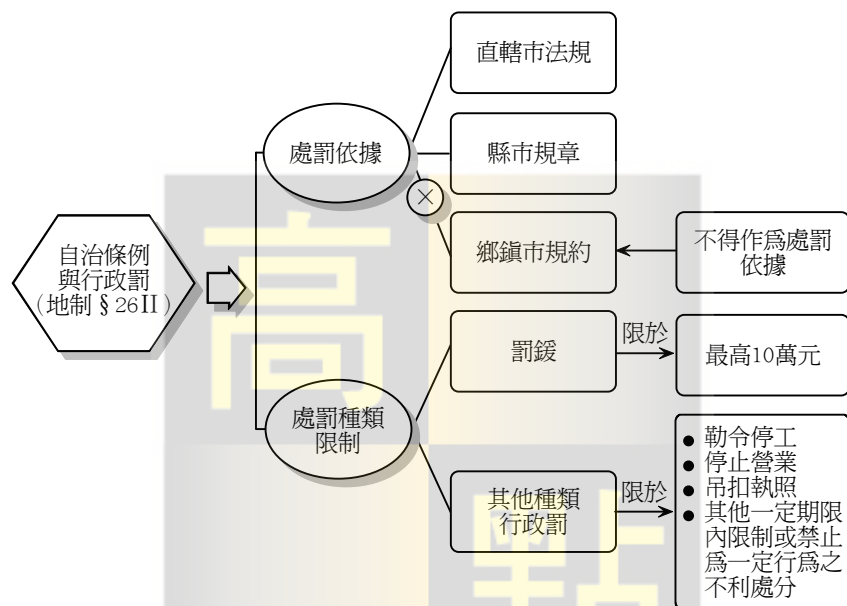 自治條例
與行政罰
(地制§26II)
處罰依據
直轄市法規
縣市規章
×
鄉鎮市規約
不得作為處罰
依據
處罰種類
限制
罰鍰
限於
最高10萬元
其他種類
行政罰
限於
● 勒令停工
● 停止營業
● 吊扣執照
● 其他一定期限
內限制或禁止
為一定行為之
不利處分
高
點